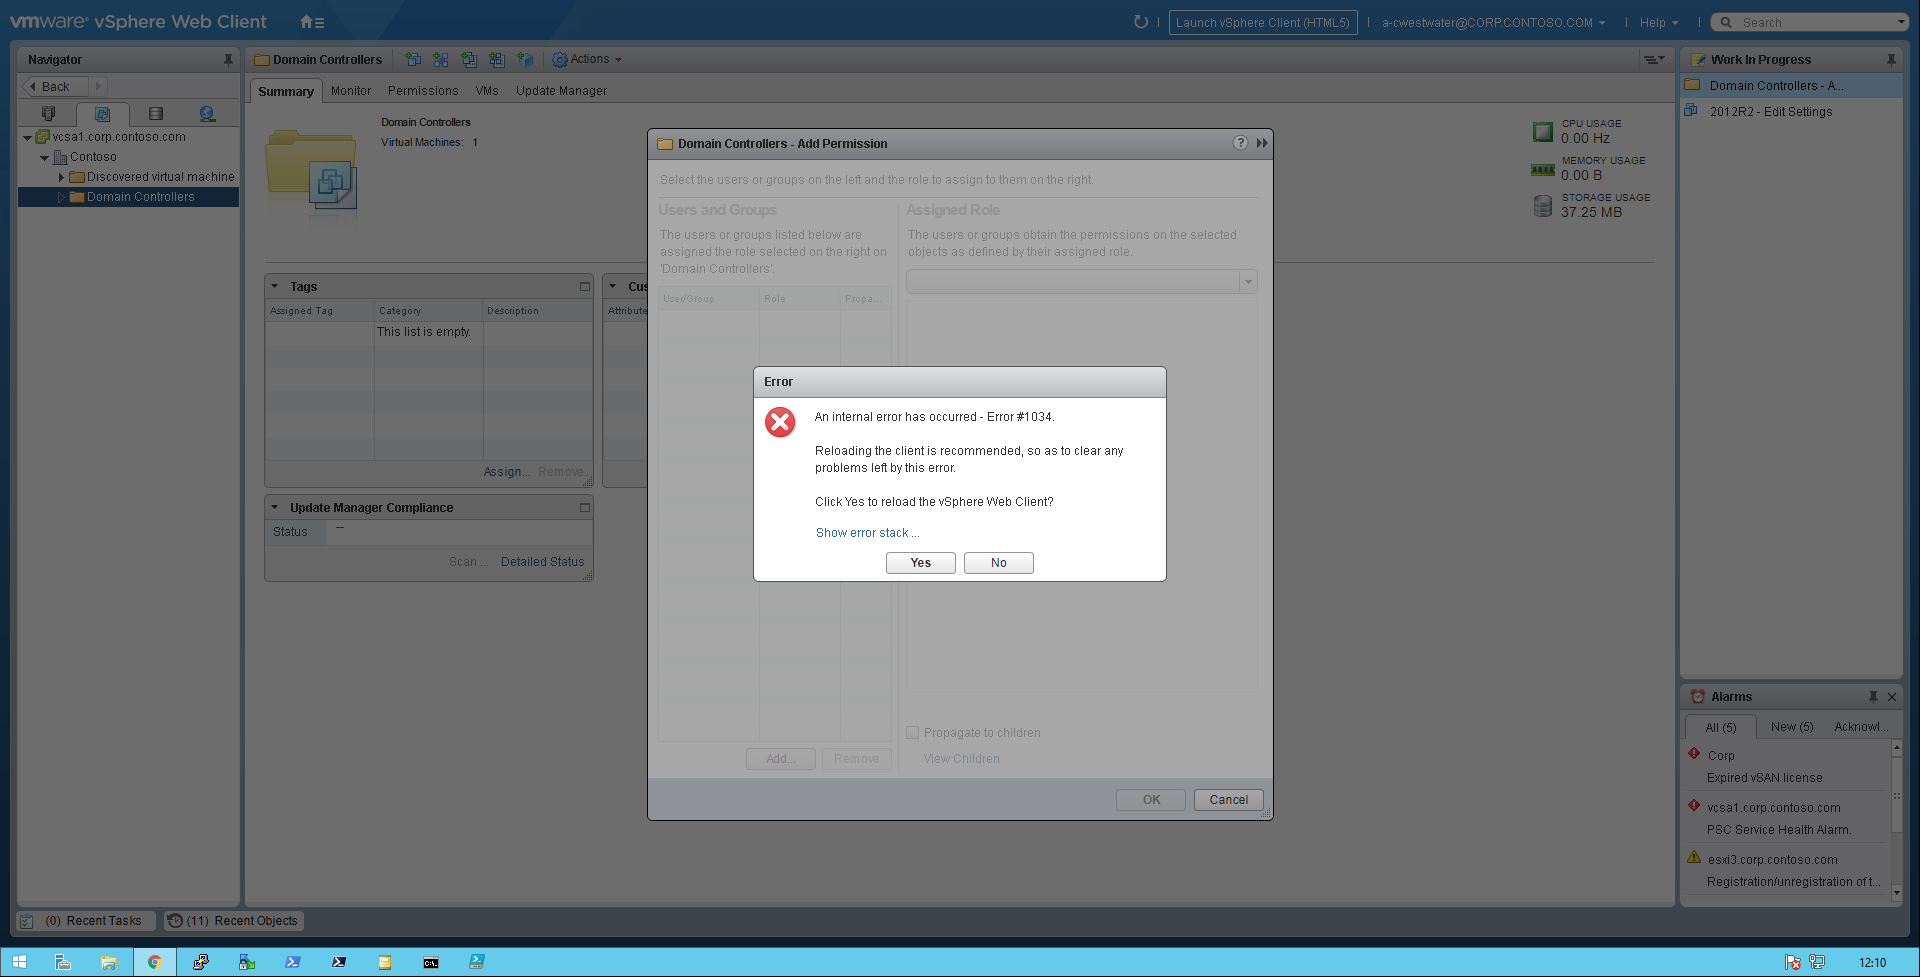 vmware® vSphere Web Client
Launch vSphere Client (HTML5)
a-cwestwater@CORP.CONTOSO.COM
Help
Search
Navigator
Back
vcsa1.corp.contoso.com
Contoso
Discovered virtual machine
Domain Controllers
Domain Controllers
Actions
Summary
Monitor
Permissions
VMs
Update Manager
Domain Controllers
Virtual Machines: 1
CPU USAGE
0.00 Hz
MEMORY USAGE
0.00 B
STORAGE USAGE
37.25 MB
Tags
Assigned Tag
Category
Description
This list is empty.
Assign...
Remove...
Cus
Attribute
Update Manager Compliance
Status
--
Scan ...
Detailed Status
Domain Controllers - Add Permission
?
Select the users or groups on the left and the role to assign to them on the right.
Users and Groups
The users or groups listed below are
assigned the role selected on the right on
'Domain Controllers'.
User/Group
Role
Propa...
Add...
Remove
Assigned Role
The users or groups obtain the permissions on the selected
objects as defined by their assigned role.
Propagate to children
View Children
OK
Cancel
Error
An internal error has occurred - Error #1034.
Reloading the client is recommended, so as to clear any
problems left by this error.
Click Yes to reload the vSphere Web Client?
Show error stack ...
Yes
No
Work In Progress
Domain Controllers - A...
2012R2 - Edit Settings
Alarms
All (5)
New (5)
Acknowl...
Corp
Expired vSAN license
vcsa1.corp.contoso.com
PSC Service Health Alarm.
esxi3.corp.contoso.com
Registration/unregistration of t...
(0) Recent Tasks
(11) Recent Objects
12:10